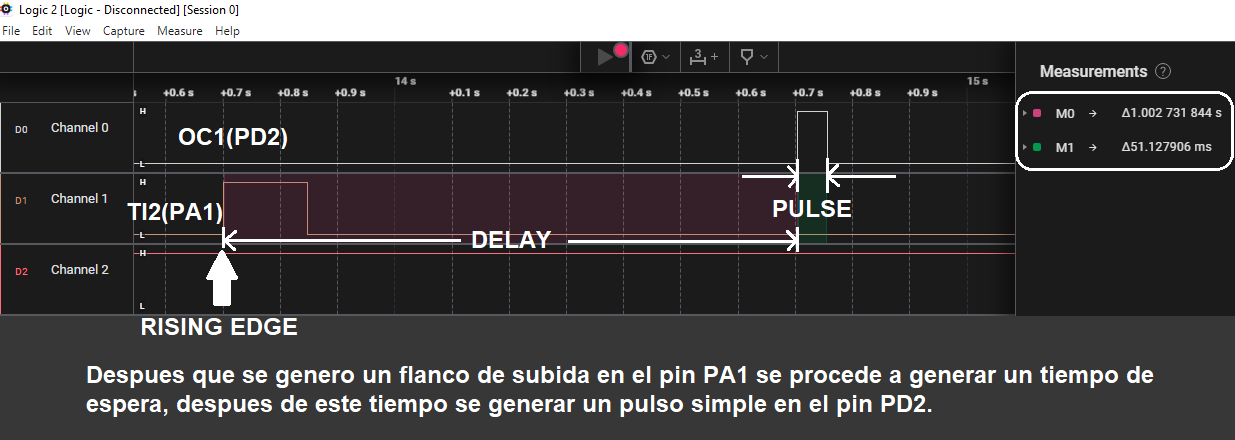 Logic 2 [Logic - Disconnected] [Session 0]
File Edit View Capture Measure Help
1F 3 +
14 s 15 s
+0.6 s +0.7 s +0.8 s +0.9 s +0.1 s +0.2 s +0.3 s +0.4 s +0.5 s +0.6 s +0.7 s +0.8 s +0.9 s
Measurements ?
M0 → Δ1.002 731 844 s
M1 → Δ51.127906 ms
D0 Channel 0 H
OC1(PD2)
L
D1 Channel 1 H
TI2(PA1)
L
PULSE
DELAY
D2 Channel 2 H
L
RISING EDGE
Despues que se genero un flanco de subida en el pin PA1 se procede a generar un tiempo de
espera, despues de este tiempo se generar un pulso simple en el pin PD2.